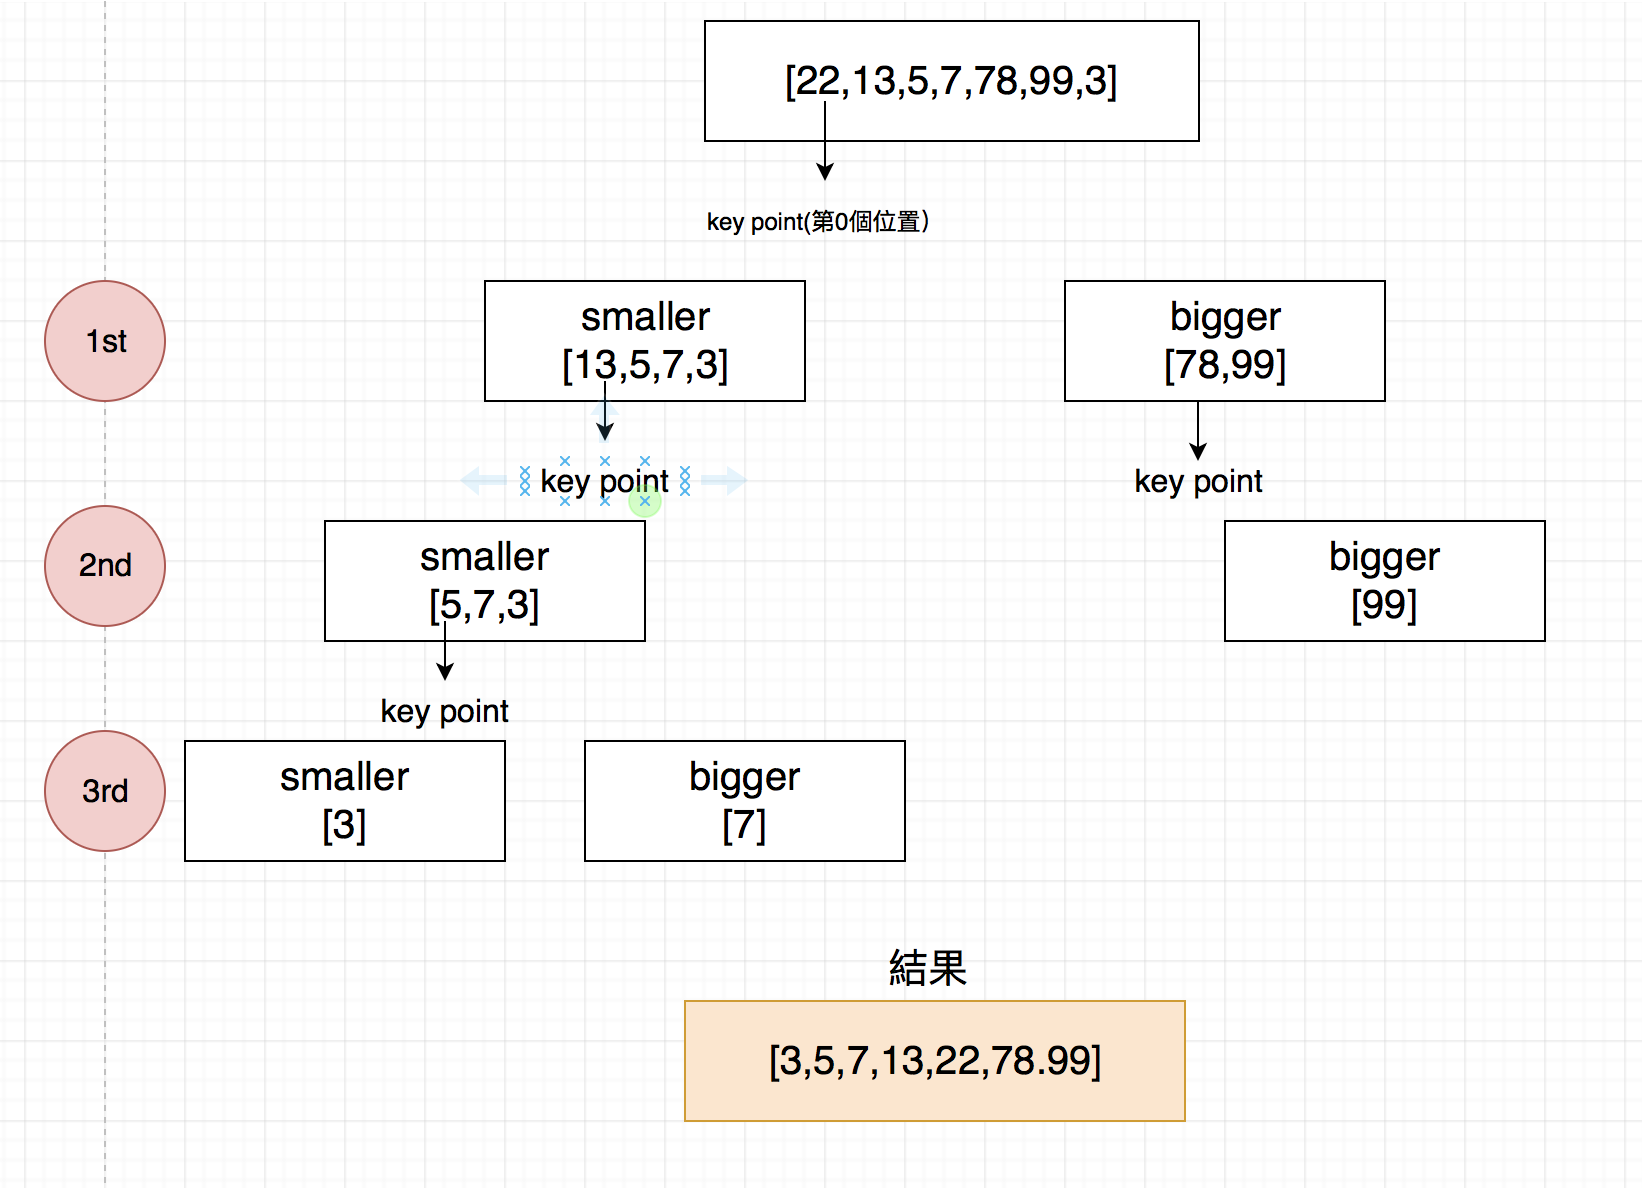 [22,13,5,7,78,99,3]
key point(第0個位置)
1st
smaller
[13,5,7,3]
bigger
[78,99]
key point
key point
2nd
smaller
[5,7,3]
bigger
[99]
key point
3rd
smaller
[3]
bigger
[7]
結果
[3,5,7,13,22,78.99]